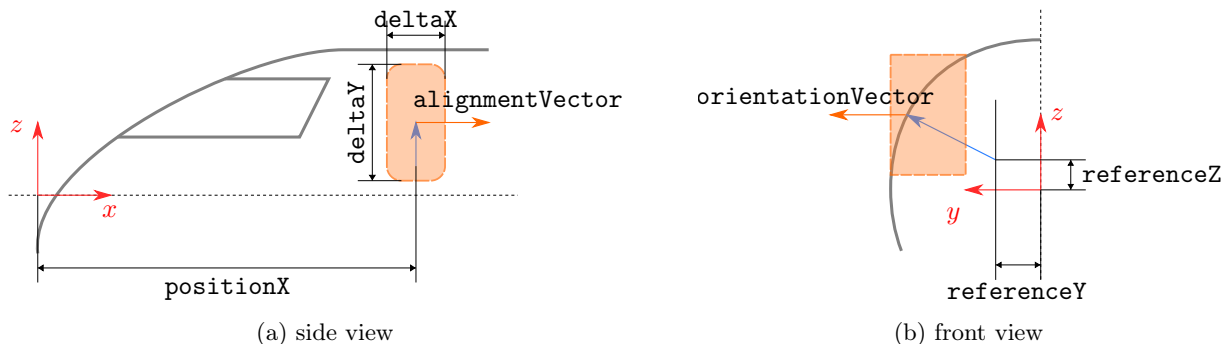 deltaX
deltaY
alignmentVector
z
x
positionX
(a) side view
orientationVector
z
referenceZ
y
referenceY
(b) front view